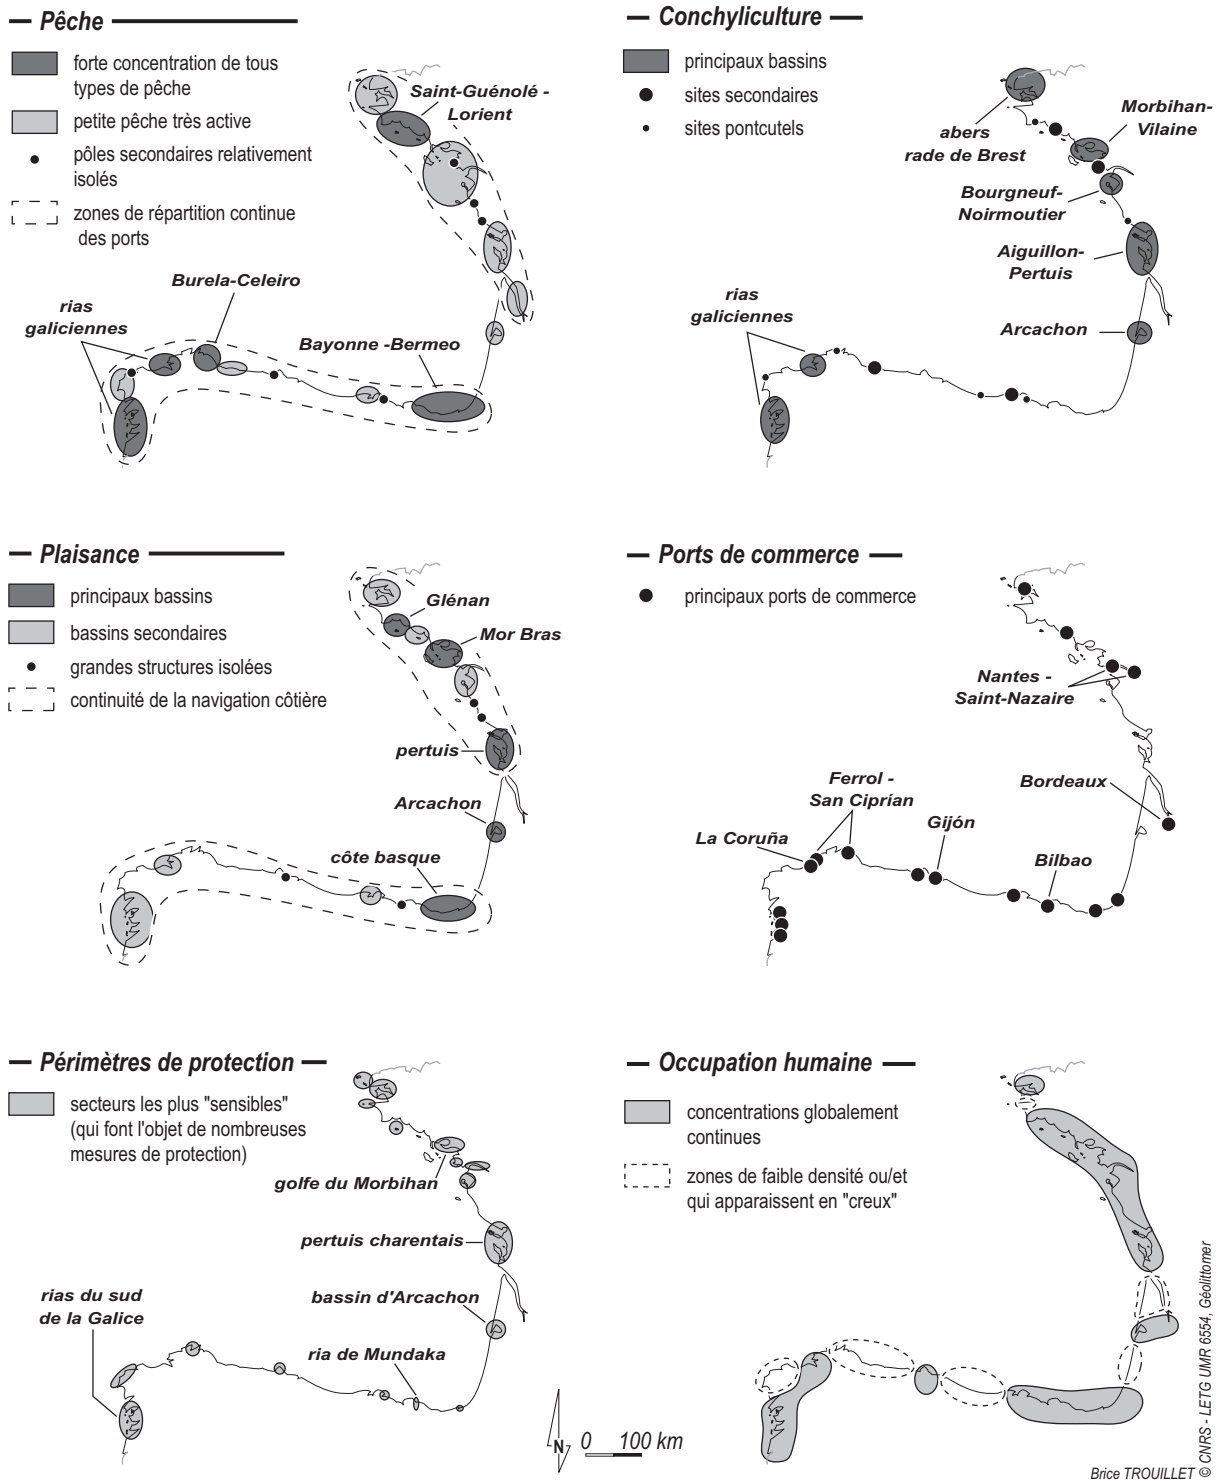 Pêche
forte concentration de tous
types de pêche
petite pêche très active
pôles secondaires relativement
isolés
zones de répartition continue
des ports
Saint-Guénolé -
Lorient
Burela-Celeiro
rias
galiciennes
Bayonne -Bermeo
Conchyliculture
principaux bassins
sites secondaires
sites pontcutels
Morbihan-
Vilaine
abers
rade de Brest
Bourgneuf-
Noirmoutier
Aiguillon-
Pertuis
rias
galiciennes
Arcachon
Plaisance
principaux bassins
bassins secondaires
grandes structures isolées
continuité de la navigation côtière
Glénan
Mor Bras
pertuis
Arcachon
côte basque
Ports de commerce
principaux ports de commerce
Nantes -
Saint-Nazaire
Ferrol -
San Ciprían
Bordeaux
La Coruña
Gijón
Bilbao
Périmètres de protection
secteurs les plus "sensibles"
(qui font l'objet de nombreuses
mesures de protection)
golfe du Morbihan
pertuis charentais
rias du sud
de la Galice
bassin d'Arcachon
ria de Mundaka
Occupation humaine
concentrations globalement
continues
zones de faible densité ou/et
qui apparaissent en "creux"
N
0 100 km
Brice TROUILLET © CNRS - LETG UMR 6554, Géolittomer